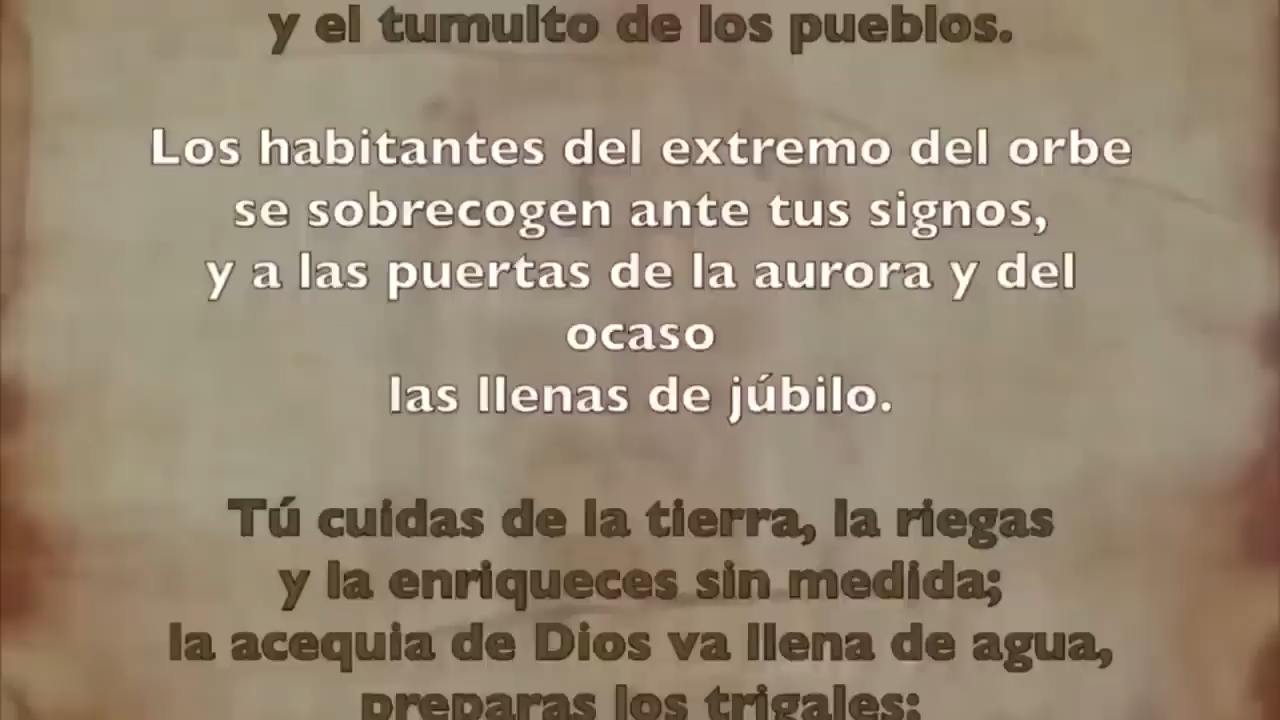 y el tumulto de los pueblos.
Los habitantes del extremo del orbe
se sobrecogen ante tus signos,
y a las puertas de la aurora y del
ocaso
las llenas de júbilo.
Tú cuidas de la tierra, la riegas
y la enriqueces sin medida;
la acequia de Dios va llena de agua,
preparas los trigales;